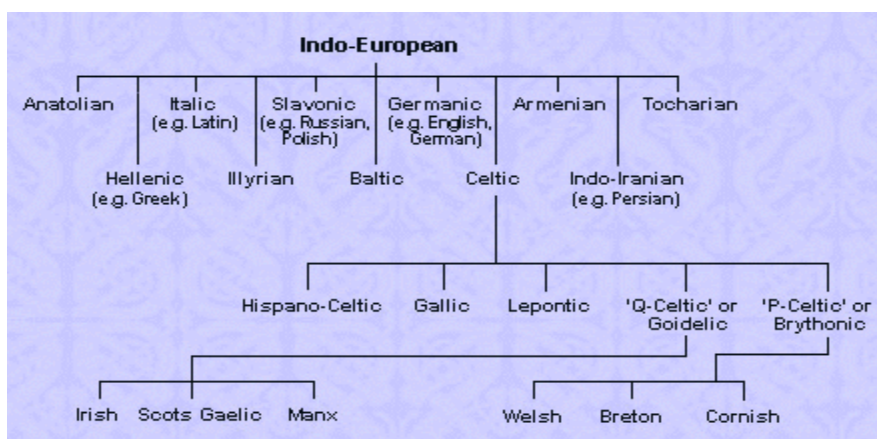 Indo-European
Anatolian Italic Slavonic Germanic Armenian Tocharian
(e.g. Latin) (e.g. Russian, (e.g. English,
Polish) German)
Hellenic Illyrian Baltic Celtic Indo-Iranian
(e.g. Greek) (e.g. Persian)
Hispano-Celtic Gallic Lepontic 'Q-Celtic' or 'P-Celtic' or
Goidelic Brythonic
Irish Scots Gaelic Manx Welsh Breton Cornish